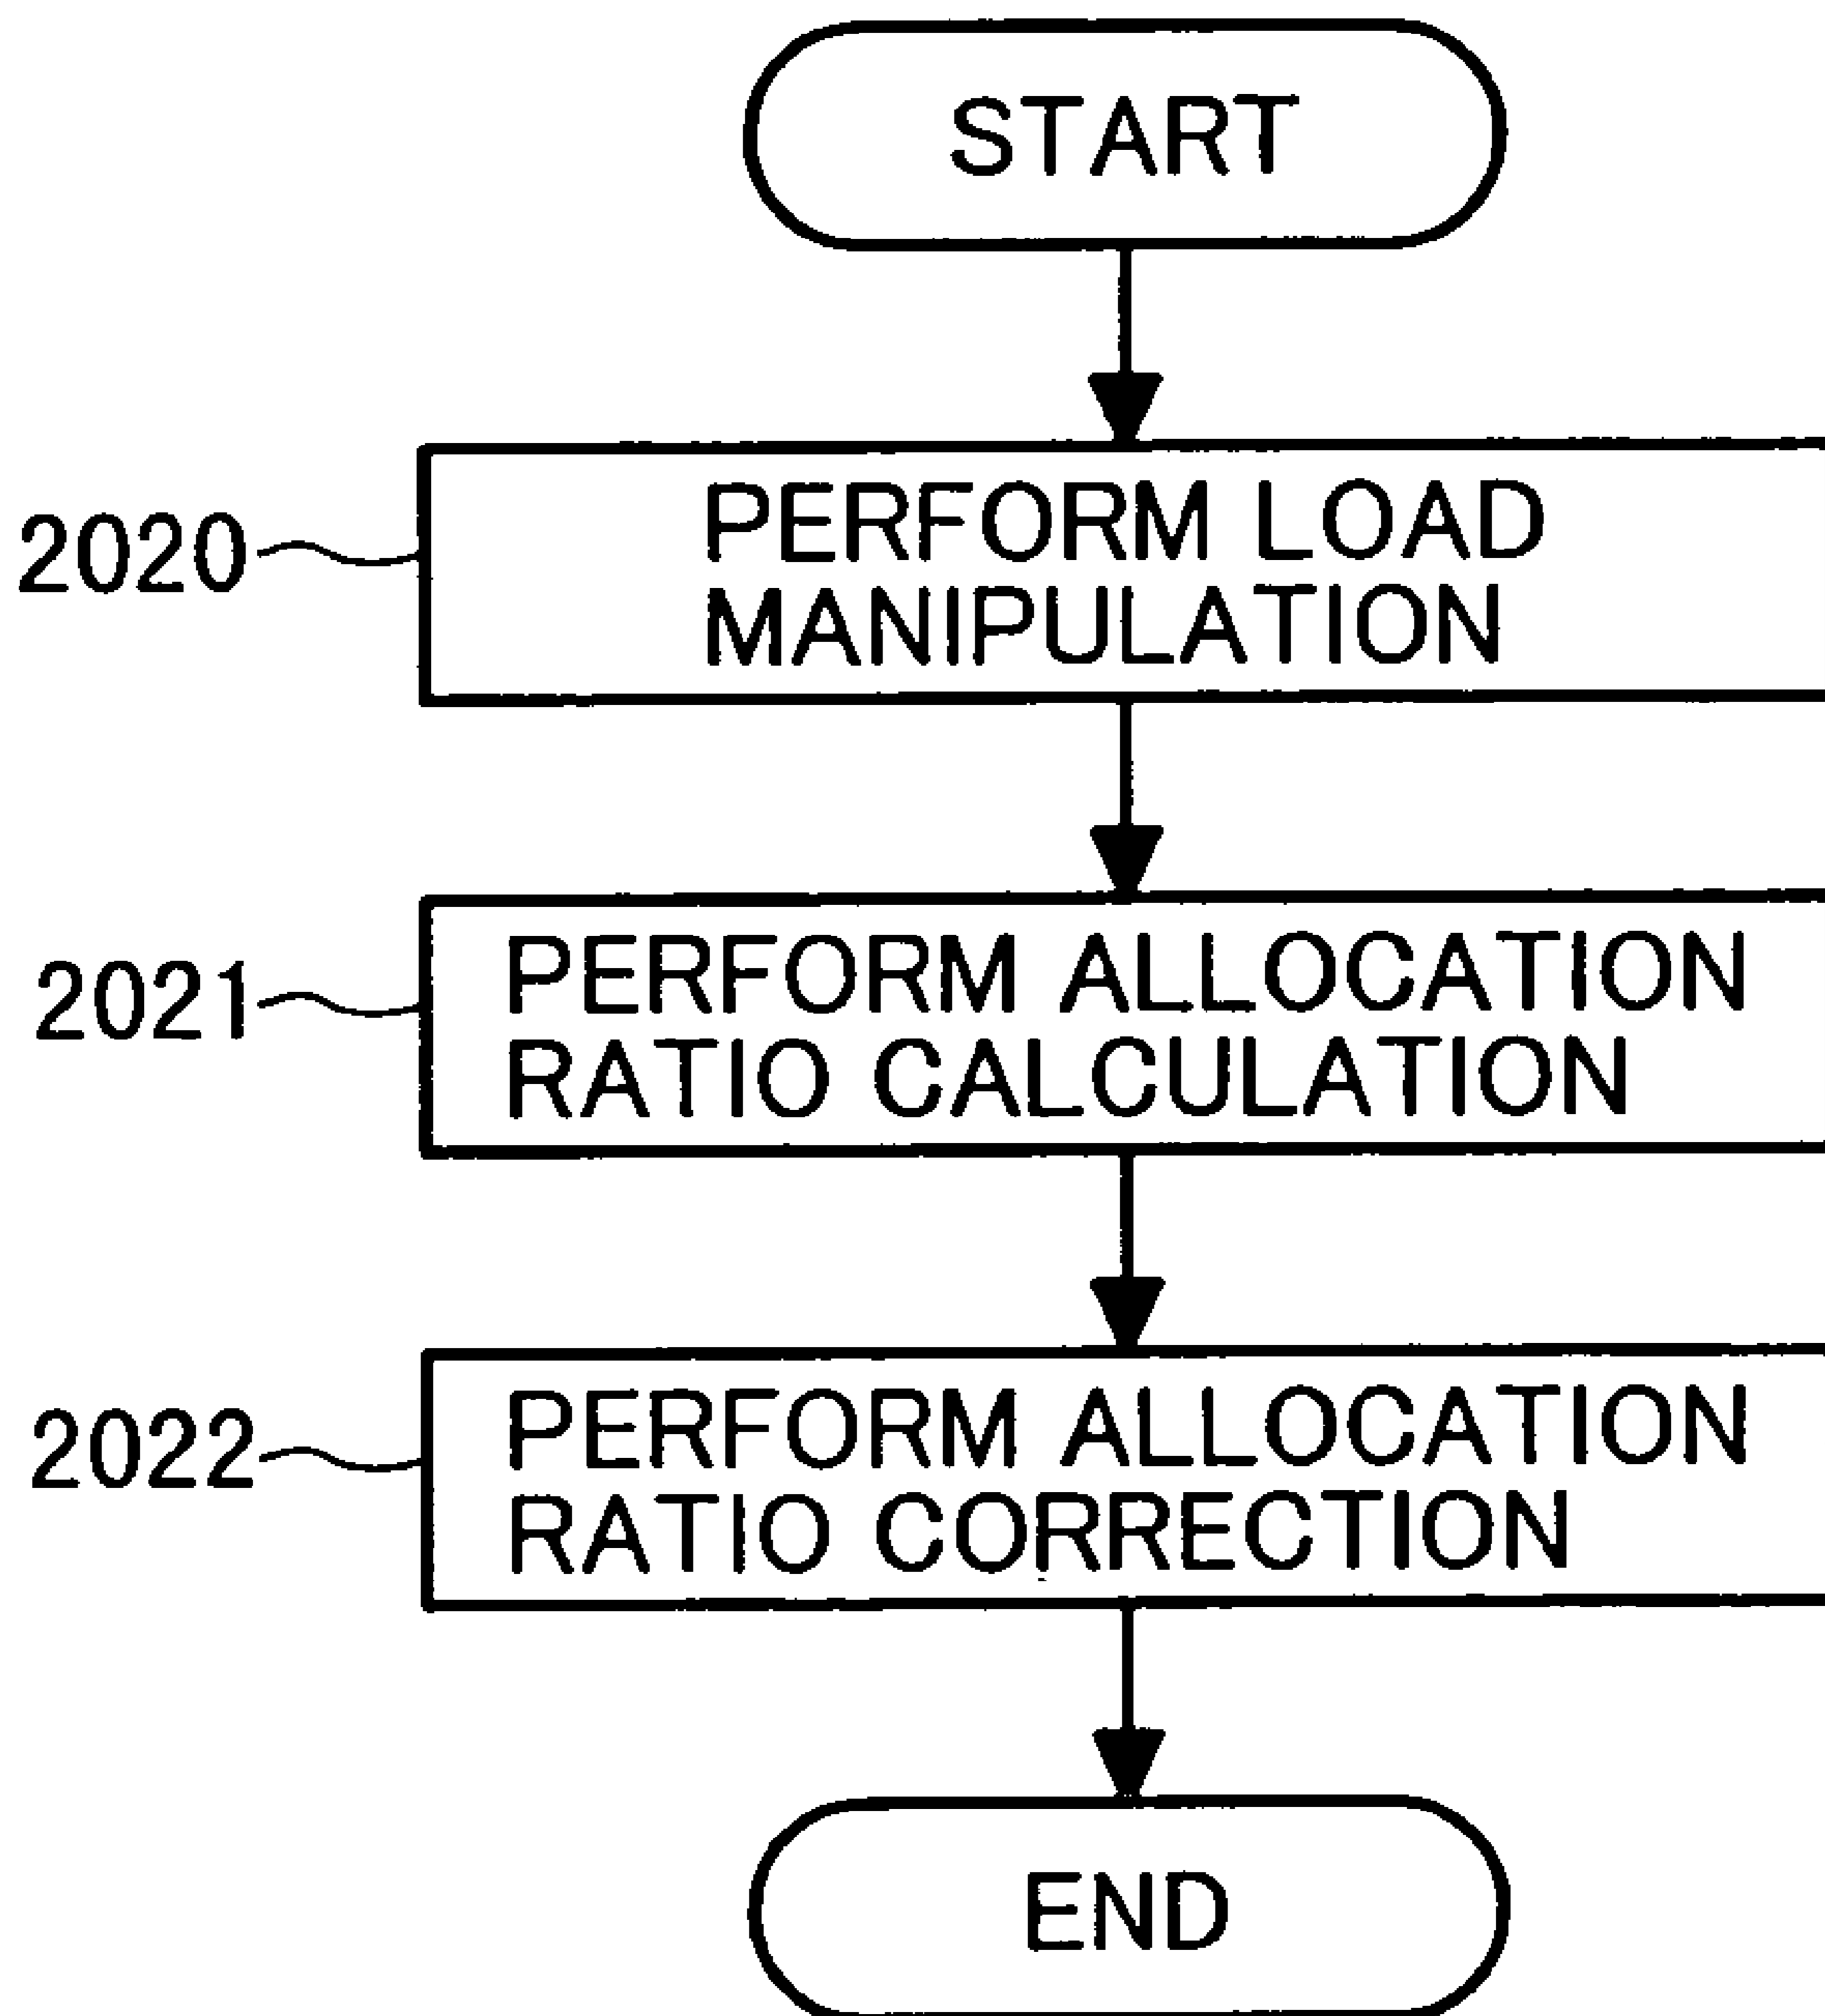 START
2020
PERFORM LOAD
MANIPULATION
2021
PERFORM ALLOCATION
RATIO CALCULATION
2022
PERFORM ALLOCATION
RATIO CORRECTION
END